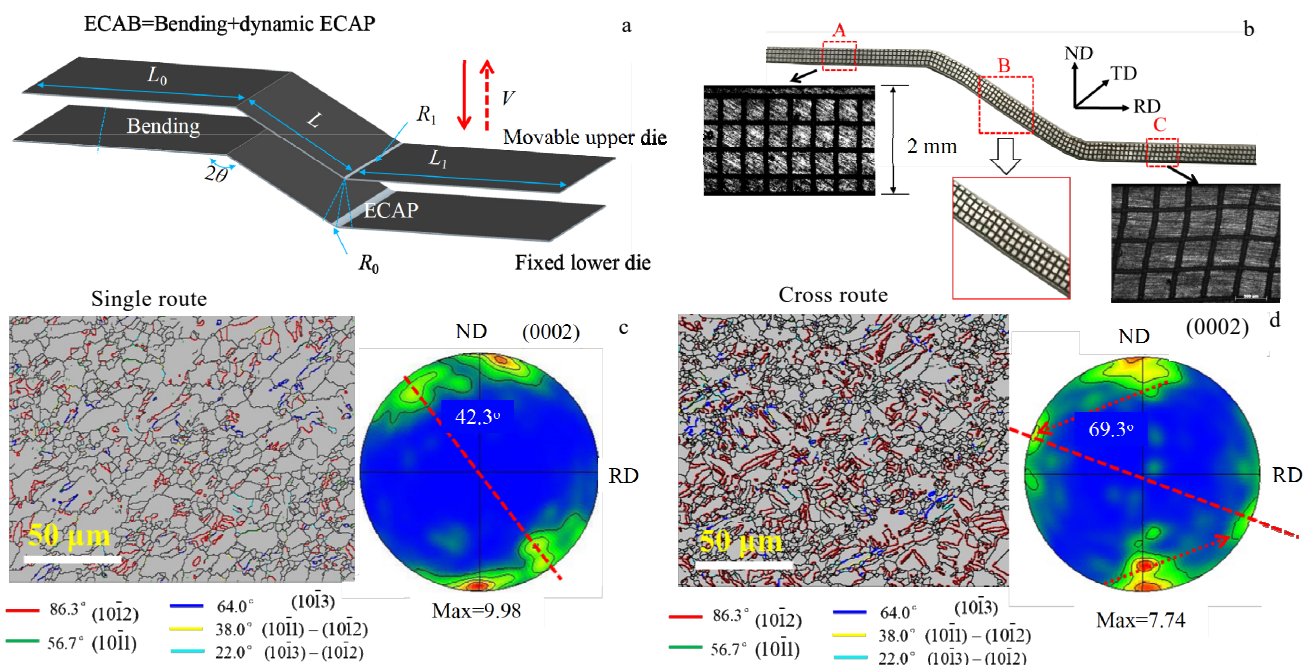 ECAB=Bending+dynamic ECAP
a
L₀
L
R₁
V
Movable upper die
Bending
L₁
2θ
ECAP
R₀
Fixed lower die
b
A
B
C
ND
TD
RD
2 mm
Single route
c
ND
(0002)
42.3°
RD
50 μm
Max=9.98
86.3° (101̄2)
56.7° (101̄1)
64.0° (101̄3)
38.0° (101̄1) – (101̄2)
22.0° (101̄3) – (101̄2)
Cross route
d
ND
(0002)
69.3°
RD
50 μm
Max=7.74
86.3° (101̄2)
56.7° (101̄1)
64.0° (101̄3)
38.0° (101̄1) – (101̄2)
22.0° (101̄3) – (101̄2)